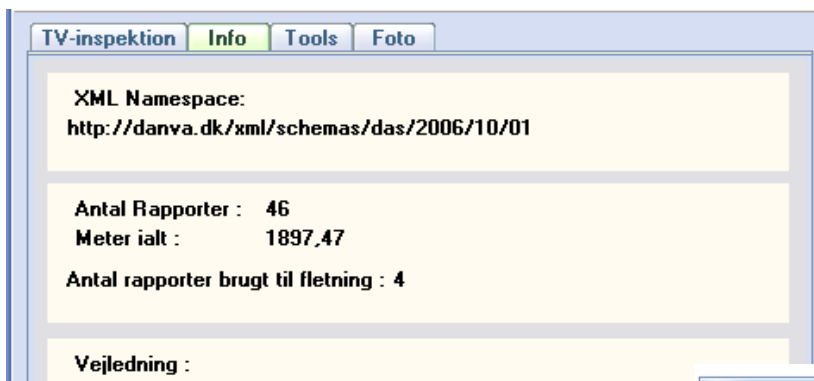 TV-inspektion Info Tools Foto
XML Namespace:
http://danva.dk/xml/schemas/das/2006/10/01
Antal Rapporter : 46
Meter ialt : 1897,47
Antal rapporter brugt til fletning : 4
Vejledning :